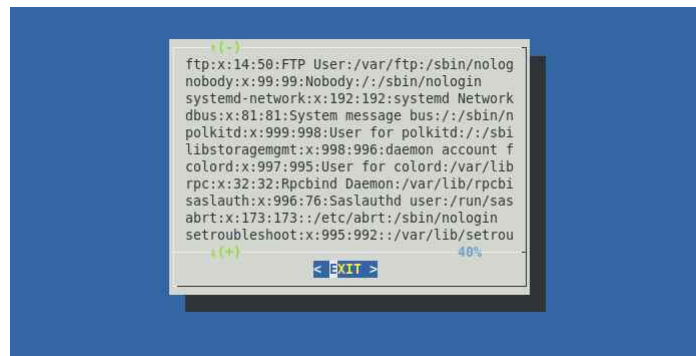 ↑(-)
ftp:x:14:50:FTP User:/var/ftp:/sbin/nolog
nobody:x:99:99:Nobody:/:/sbin/nologin
systemd-network:x:192:192:systemd Network
dbus:x:81:81:System message bus:/:/sbin/n
polkitd:x:999:998:User for polkitd:/:/sbi
libstoragemgmt:x:998:996:daemon account f
colord:x:997:995:User for colord:/var/lib
rpc:x:32:32:Rpcbind Daemon:/var/lib/rpcbi
saslauth:x:996:76:Saslauthd user:/run/sas
abrt:x:173:173::/etc/abrt:/sbin/nologin
setroubleshoot:x:995:992::/var/lib/setrou
↓(+) 40%
< EXIT >